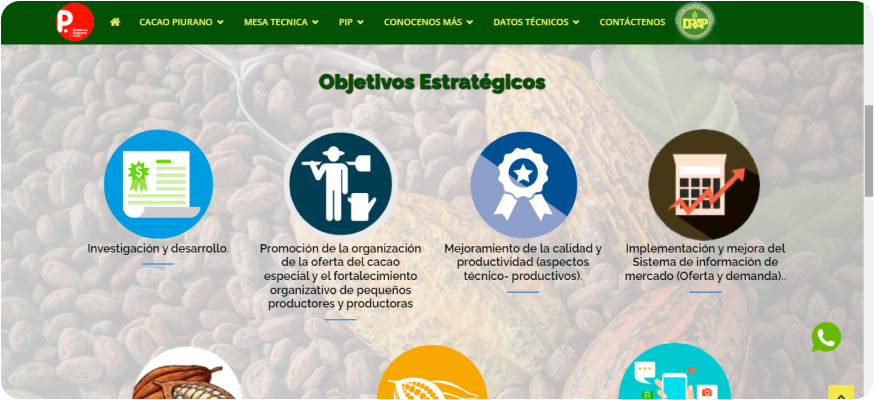 P.
CACAO PIURANO
MESA TECNICA
PIP
CONOCENOS MÁS
DATOS TÉCNICOS
CONTÁCTENOS
DRAP
Objetivos Estratégicos
$
Investigación y desarrollo.
Promoción de la organización
de la oferta del cacao
especial y el fortalecimiento
organizativo de pequeños
productores y productoras
Mejoramiento de la calidad y
productividad (aspectos
técnico- productivos).
Implementación y mejora del
Sistema de información de
mercado (Oferta y demanda)..